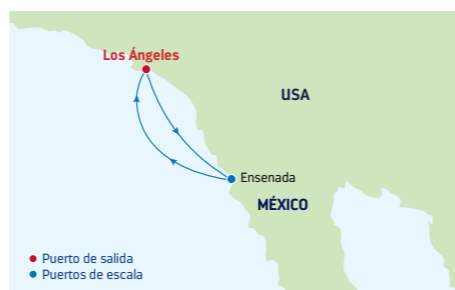 Los Ángeles
USA
Ensenada
MÉXICO
Puerto de salida
Puertos de escala